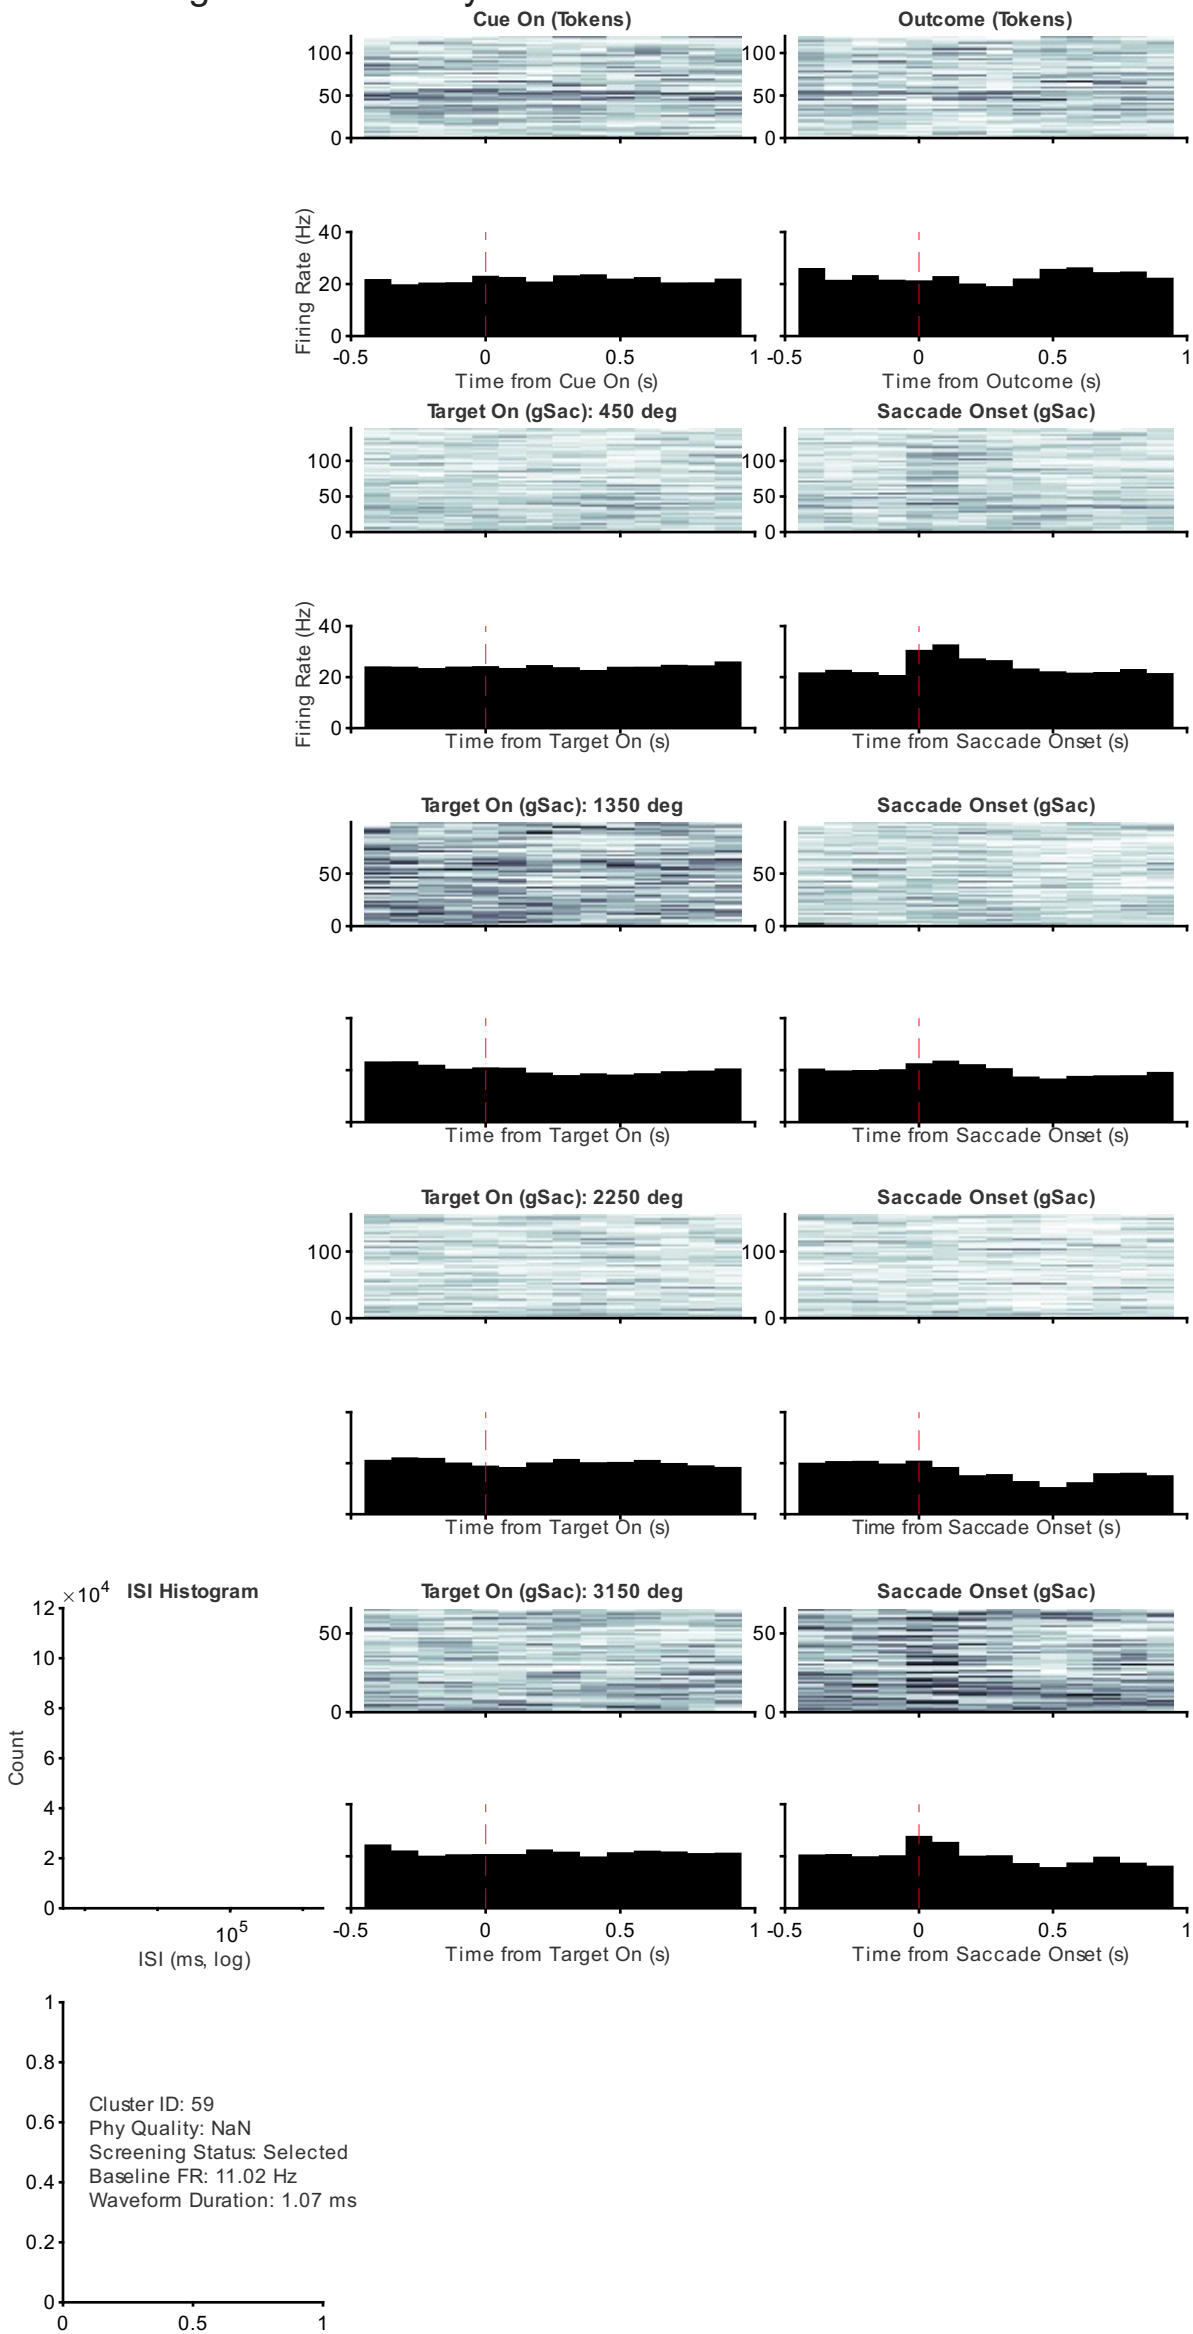 Cue On (Tokens)
Outcome (Tokens)
100
50
0
100
50
0
Firing Rate (Hz)
40
20
0
-0.5
0
0.5
1
-0.5
0
0.5
1
Time from Cue On (s)
Time from Outcome (s)
Target On (gSac): 450 deg
Saccade Onset (gSac)
100
50
0
100
50
0
Firing Rate (Hz)
40
20
0
Time from Target On (s)
Time from Saccade Onset (s)
Target On (gSac): 1350 deg
Saccade Onset (gSac)
50
0
50
0
Time from Target On (s)
Time from Saccade Onset (s)
Target On (gSac): 2250 deg
Saccade Onset (gSac)
100
0
100
0
Time from Target On (s)
Time from Saccade Onset (s)
×10⁴
ISI Histogram
12
10
8
6
4
2
0
Count
10⁵
ISI (ms, log)
Target On (gSac): 3150 deg
Saccade Onset (gSac)
50
0
50
0
-0.5
0
0.5
1
-0.5
0
0.5
1
Time from Target On (s)
Time from Saccade Onset (s)
1
0.8
0.6
0.4
0.2
0
0
0.5
1
Cluster ID: 59
Phy Quality: NaN
Screening Status: Selected
Baseline FR: 11.02 Hz
Waveform Duration: 1.07 ms